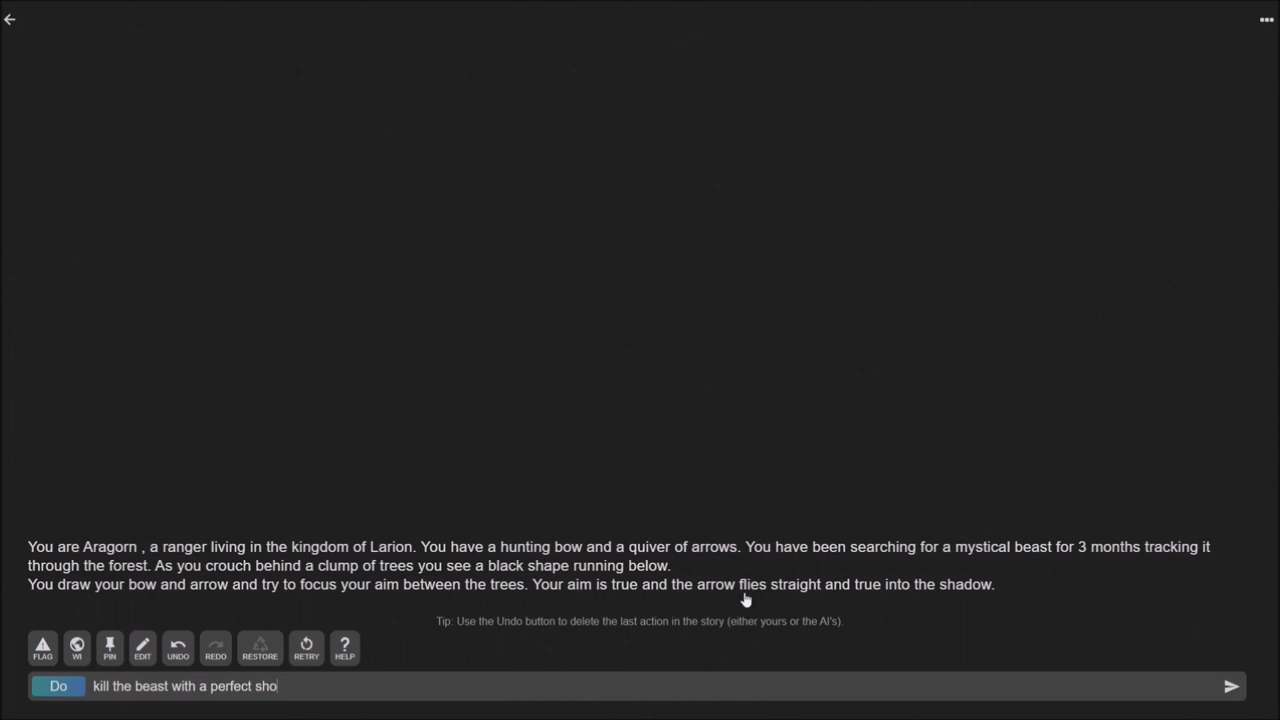 You are Aragorn , a ranger living in the kingdom of Larion. You have a hunting bow and a quiver of arrows. You have been searching for a mystical beast for 3 months tracking it
through the forest. As you crouch behind a clump of trees you see a black shape running below.
You draw your bow and arrow and try to focus your aim between the trees. Your aim is true and the arrow flies straight and true into the shadow.
Tip: Use the Undo button to delete the last action in the story (either yours or the AI's).
FLAG WI PIN EDIT UNDO REDO RESTORE RETRY HELP
Do kill the beast with a perfect sho